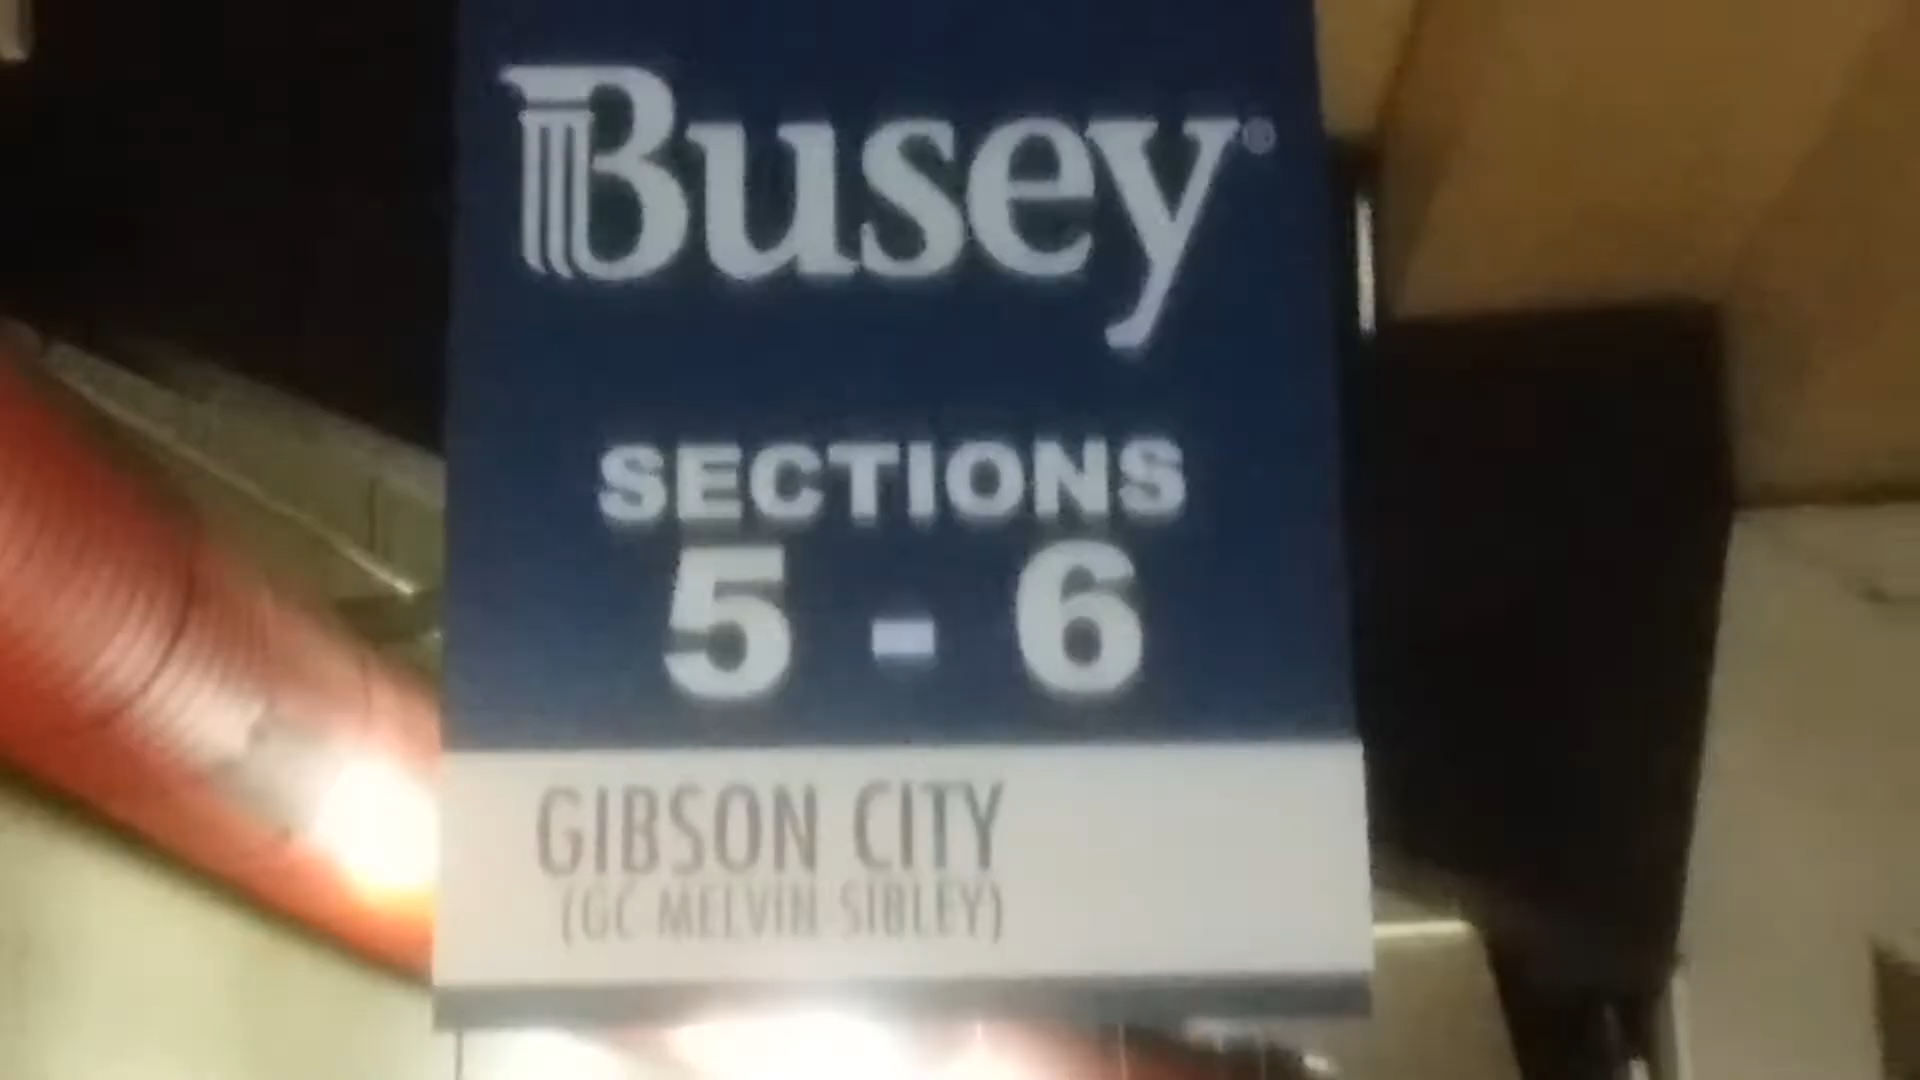 Busey®
SECTIONS
5 - 6
GIBSON CITY
(GC MELVIN SIBLEY)